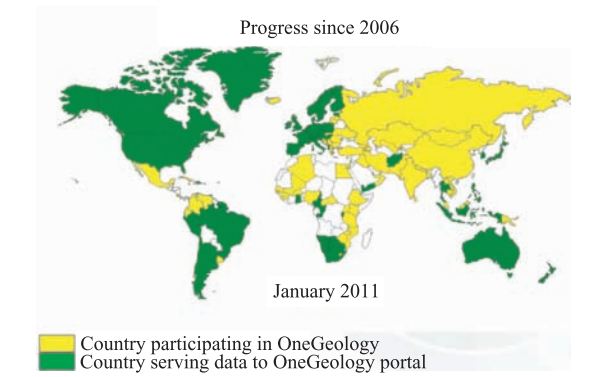 Progress since 2006
January 2011
Country participating in OneGeology
Country serving data to OneGeology portal